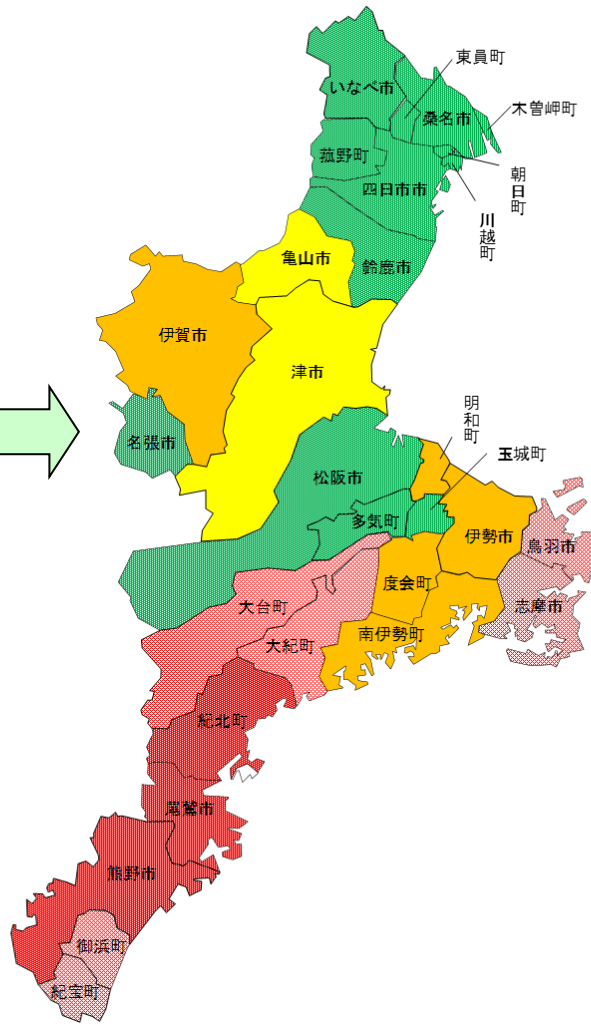 東員町
いなべ市
桑名市
木曽岬町
菰野町
朝日町
四日市市
川越町
亀山市
鈴鹿市
伊賀市
津市
明和町
名張市
玉城町
松阪市
多気町
伊勢市
鳥羽市
度会町
大台町
志摩市
南伊勢町
大紀町
紀北町
尾鷲市
熊野市
御浜町
紀宝町